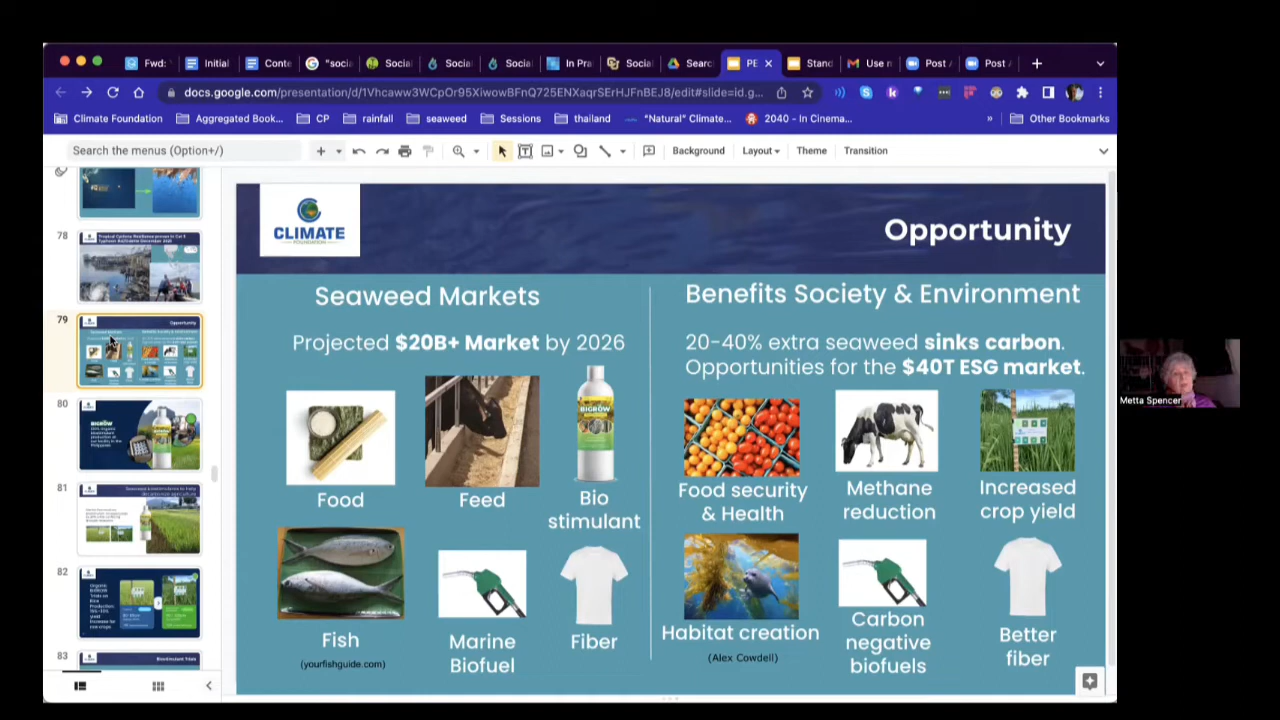 Fwd:
Initial
Conte
"socia
Social
Social
Social
In Pra
Social
Searc
PE
Stand
Use n
Post A
Post A
docs.google.com/presentation/d/1Vhcaww3WCpOr95XiwowBFnQ725ENXaqrSErHJFnBEJ8/edit#slide=id.g...
Climate Foundation
Aggregated Book...
CP
rainfall
seaweed
Sessions
thailand
"Natural" Climate...
2040 - In Cinema...
»
Other Bookmarks
Search the menus (Option+/)
Background
Layout
Theme
Transition
78
79
80
81
82
83
Opportunity
BIGROW
CLIMATE
FOUNDATION
Opportunity
Seaweed Markets
Projected $20B+ Market by 2026
Food
Feed
BIGROW
Bio
stimulant
Fish
(yourfishguide.com)
Marine
Biofuel
Fiber
Benefits Society & Environment
20-40% extra seaweed sinks carbon.
Opportunities for the $40T ESG market.
Food security
& Health
Methane
reduction
Increased
crop yield
Habitat creation
(Alex Cowdell)
Carbon
negative
biofuels
Better
fiber
Metta Spencer